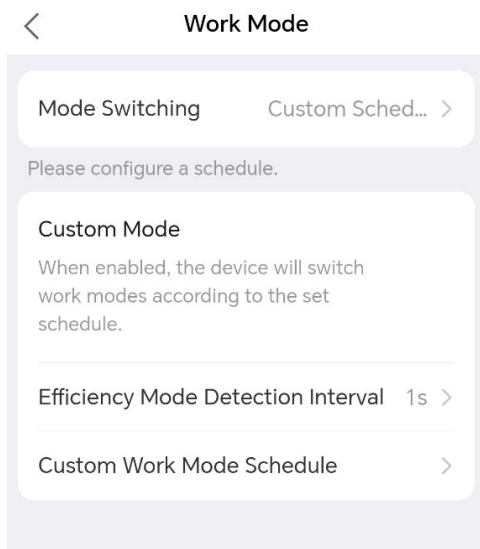 Work Mode
Mode Switching Custom Sched...
Please configure a schedule.
Custom Mode
When enabled, the device will switch
work modes according to the set
schedule.
Efficiency Mode Detection Interval 1s
Custom Work Mode Schedule